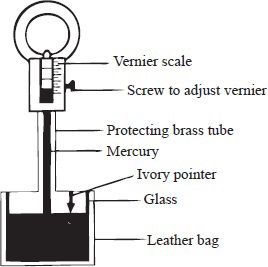 Vernier scale
Screw to adjust vernier
Protecting brass tube
Mercury
Ivory pointer
Glass
Leather bag